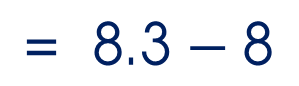 = 8.3 − 8